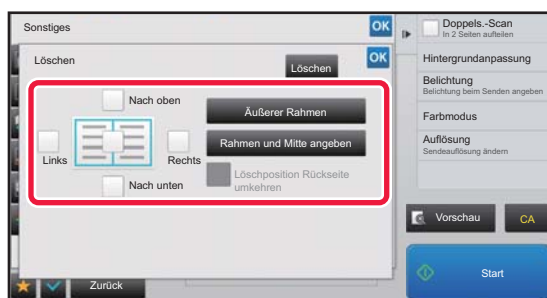 Sonstiges
OK
Löschen
Löschen
OK
Nach oben
Links
Rechts
Nach unten
Äußerer Rahmen
Rahmen und Mitte angeben
Löschposition Rückseite
umkehren
Zurück
Doppels.-Scan
In 2 Seiten aufteilen
Hintergrundanpassung
Belichtung
Belichtung beim Senden angeben
Farbmodus
Auflösung
Sendeauflösung ändern
Vorschau
CA
Start